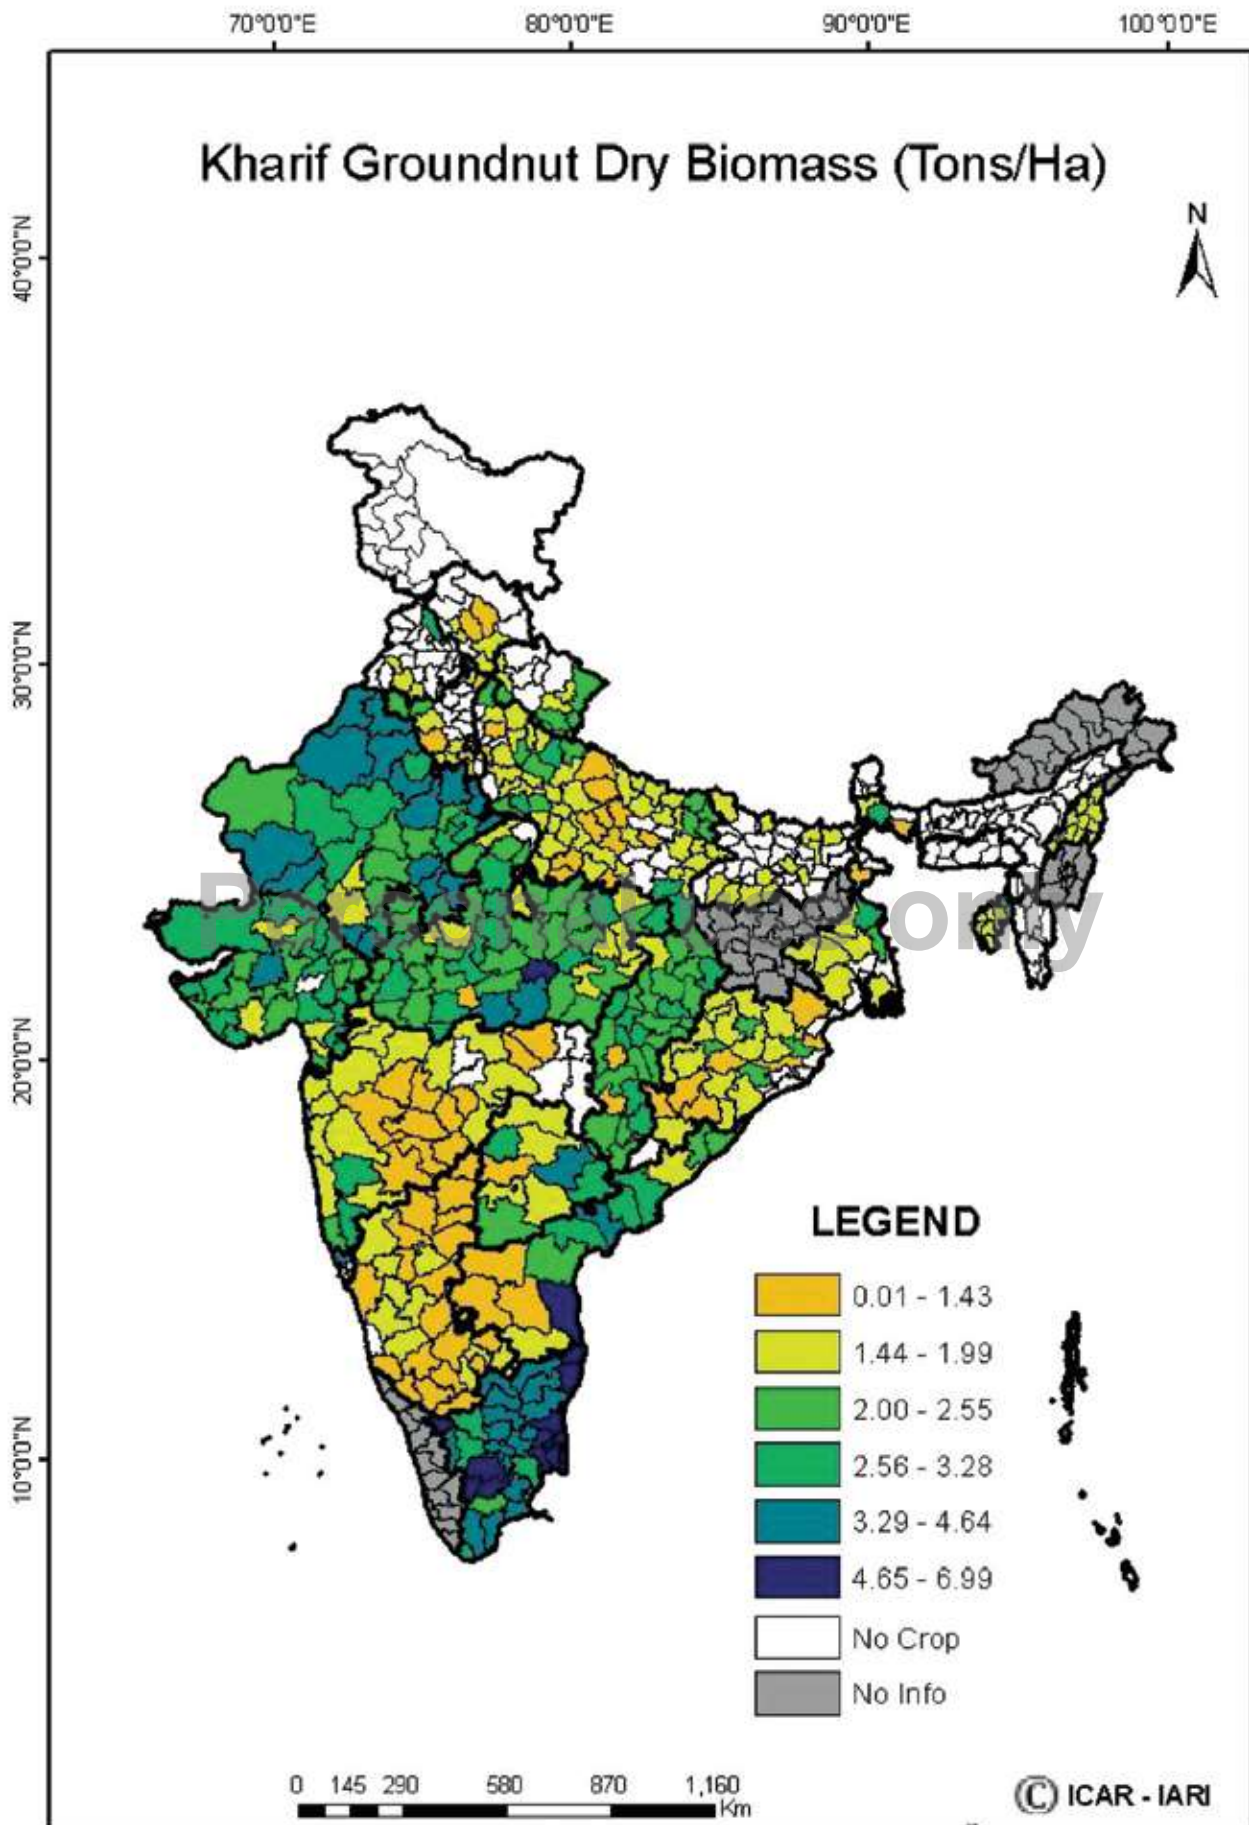 70°0'0"E 80°0'0"E 90°0'0"E 100°0'0"E
Kharif Groundnut Dry Biomass (Tons/Ha)
N
40°0'0"N
30°0'0"N
20°0'0"N
10°0'0"N
Personal use only
LEGEND
0.01 - 1.43
1.44 - 1.99
2.00 - 2.55
2.56 - 3.28
3.29 - 4.64
4.65 - 6.99
No Crop
No Info
0 145 290 580 870 1,160
Km
© ICAR - IARI